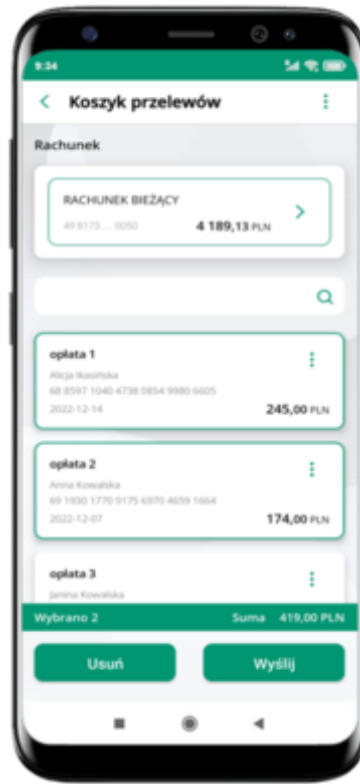 9:34
Koszyk przelewów
Rachunek
RACHUNEK BIEŻĄCY
49 8173 ... 0050 4 189,13 PLN
opłata 1
Alicja Ikasińska
68 8597 1040 4738 0854 9980 6605
2022-12-14 245,00 PLN
opłata 2
Anna Kowalska
69 1930 1770 9175 6970 4659 1664
2022-12-07 174,00 PLN
opłata 3
Janina Kowalska
Wybrano 2 Suma 419,00 PLN
Usuń Wyślij